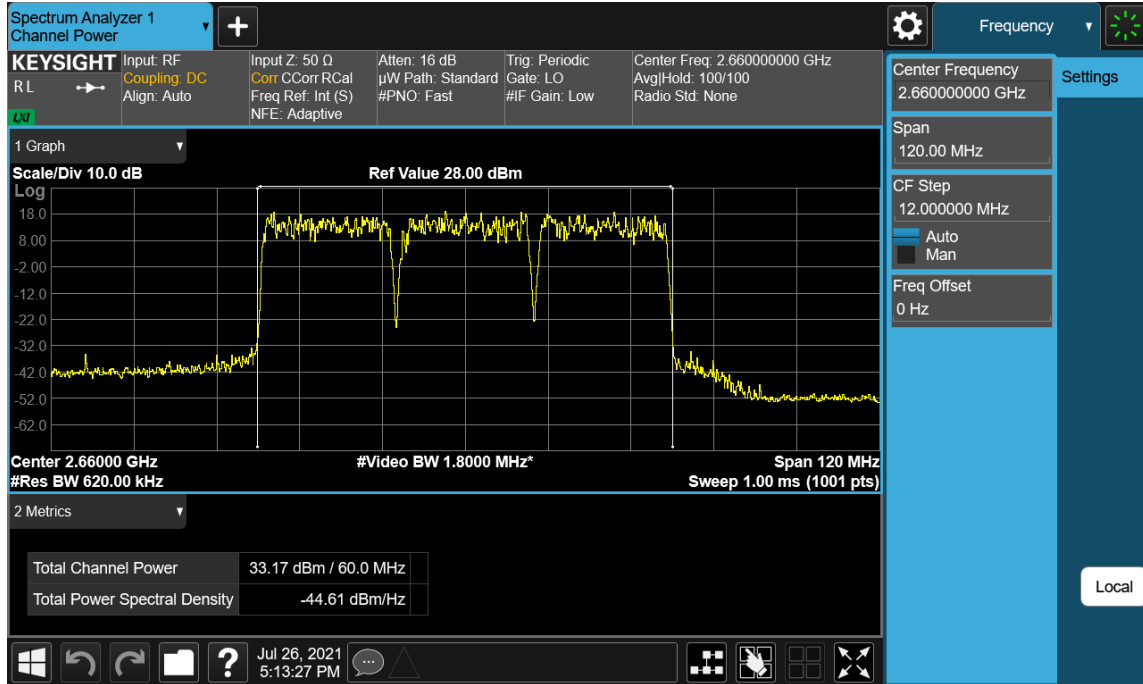 Spectrum Analyzer 1
Channel Power
+
Frequency
KEYSIGHT
R L
LXI
Input: RF
Coupling: DC
Align: Auto
Input Z: 50 Ω
Corr CCorr RCal
Freq Ref: Int (S)
NFE: Adaptive
Atten: 16 dB
µW Path: Standard
#PNO: Fast
Trig: Periodic
Gate: LO
#IF Gain: Low
Center Freq: 2.660000000 GHz
Avg|Hold: 100/100
Radio Std: None
1 Graph
Scale/Div 10.0 dB
Ref Value 28.00 dBm
Log
18.0
8.00
-2.00
-12.0
-22.0
-32.0
-42.0
-52.0
-62.0
Center 2.66000 GHz
#Video BW 1.8000 MHz*
Span 120 MHz
#Res BW 620.00 kHz
Sweep 1.00 ms (1001 pts)
2 Metrics
Total Channel Power 33.17 dBm / 60.0 MHz
Total Power Spectral Density -44.61 dBm/Hz
?
Jul 26, 2021
5:13:27 PM
Center Frequency
2.660000000 GHz
Settings
Span
120.00 MHz
CF Step
12.000000 MHz
Auto
Man
Freq Offset
0 Hz
Local